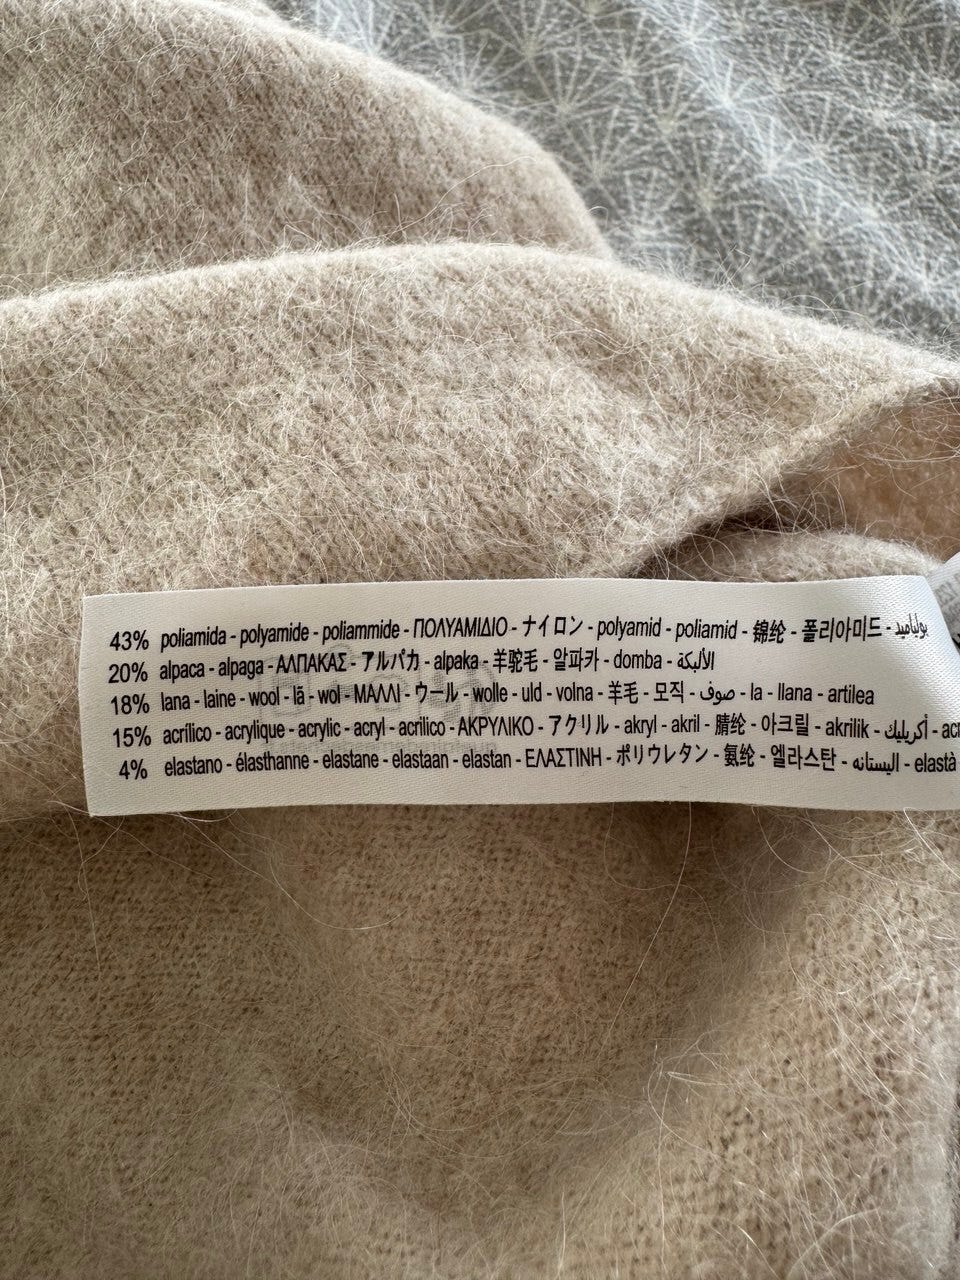 43% poliamida - polyamide - poliammide - ΠΟΛΥΑΜΙΔΙΟ - ナイロン - polyamid - poliamid - 锦纶 - 폴리아미드 - بولياميد
20% alpaca - alpaga - ΑΛΠΑΚΑΣ - アルパカ - alpaka - 羊驼毛 - 알파카 - domba - الألبكة
18% lana - laine - wool - lã - wol - ΜΑΛΛΙ - ウール - wolle - uld - volna - 羊毛 - 모직 - صوف - la - llana - artilea
15% acrílico - acrylique - acrylic - acryl - acrilico - ΑΚΡΥΛΙΚΟ - アクリル - akryl - akril - 腈纶 - 아크릴 - akrilik - أكريليك -
4% elastano - élasthanne - elastane - elastaan - elastan - ΕΛΑΣΤΙΝΗ - ポリウレタン - 氨纶 - 엘라스탄 - اليستانه - elastà